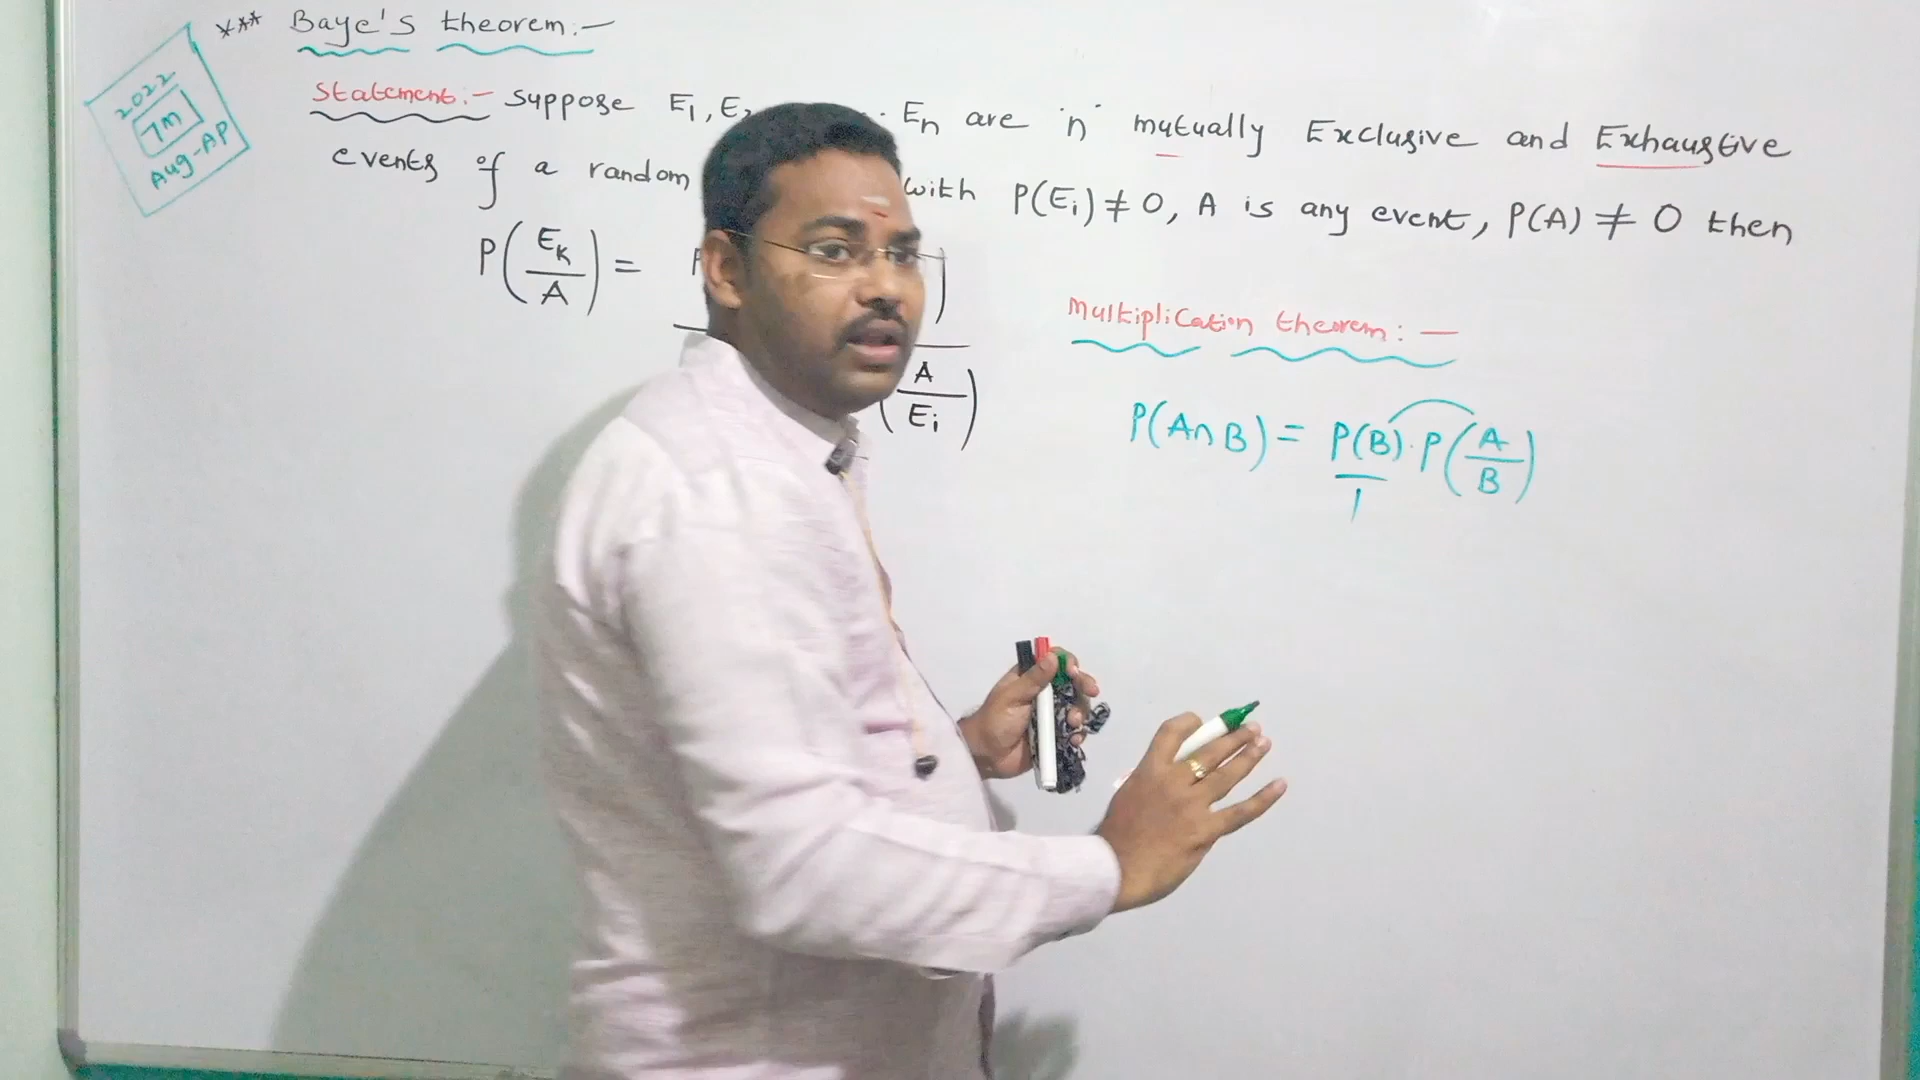 *** Baye's theorem:-
2022
7m
Aug-AP
Statement:- Suppose E1, E2 . En are 'n' mutually Exclusive and Exhaustive
events of a random with P(Ei) ≠ 0, A is any event, P(A) ≠ 0 then
P(Ek/A) =
(A/Ei)
Multiplication theorem:-
P(A∩B) = P(B).P(A/B)